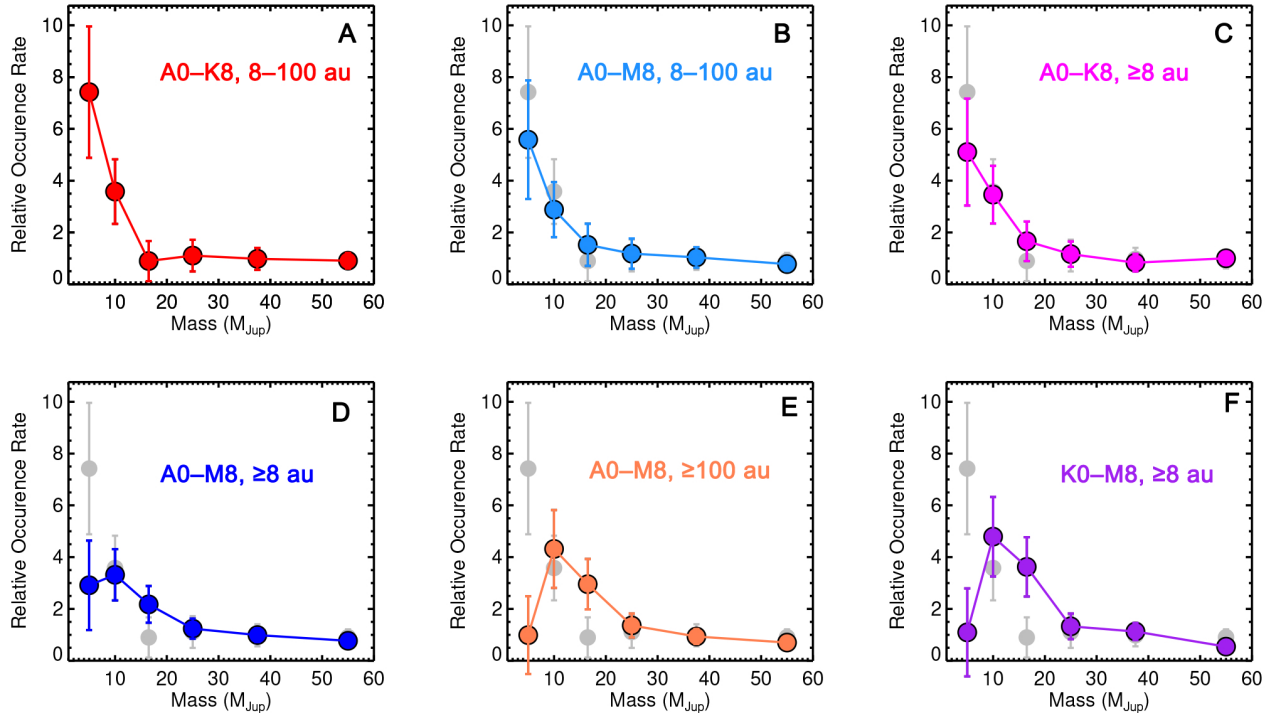 A
A0–K8, 8–100 au
Relative Occurence Rate
10
8
6
4
2
0
10 20 30 40 50 60
Mass (MJup)
B
A0–M8, 8–100 au
Relative Occurence Rate
10
8
6
4
2
0
10 20 30 40 50 60
Mass (MJup)
C
A0–K8, ≥8 au
Relative Occurence Rate
10
8
6
4
2
0
10 20 30 40 50 60
Mass (MJup)
D
A0–M8, ≥8 au
Relative Occurence Rate
10
8
6
4
2
0
10 20 30 40 50 60
Mass (MJup)
E
A0–M8, ≥100 au
Relative Occurence Rate
10
8
6
4
2
0
10 20 30 40 50 60
Mass (MJup)
F
K0–M8, ≥8 au
Relative Occurence Rate
10
8
6
4
2
0
10 20 30 40 50 60
Mass (MJup)